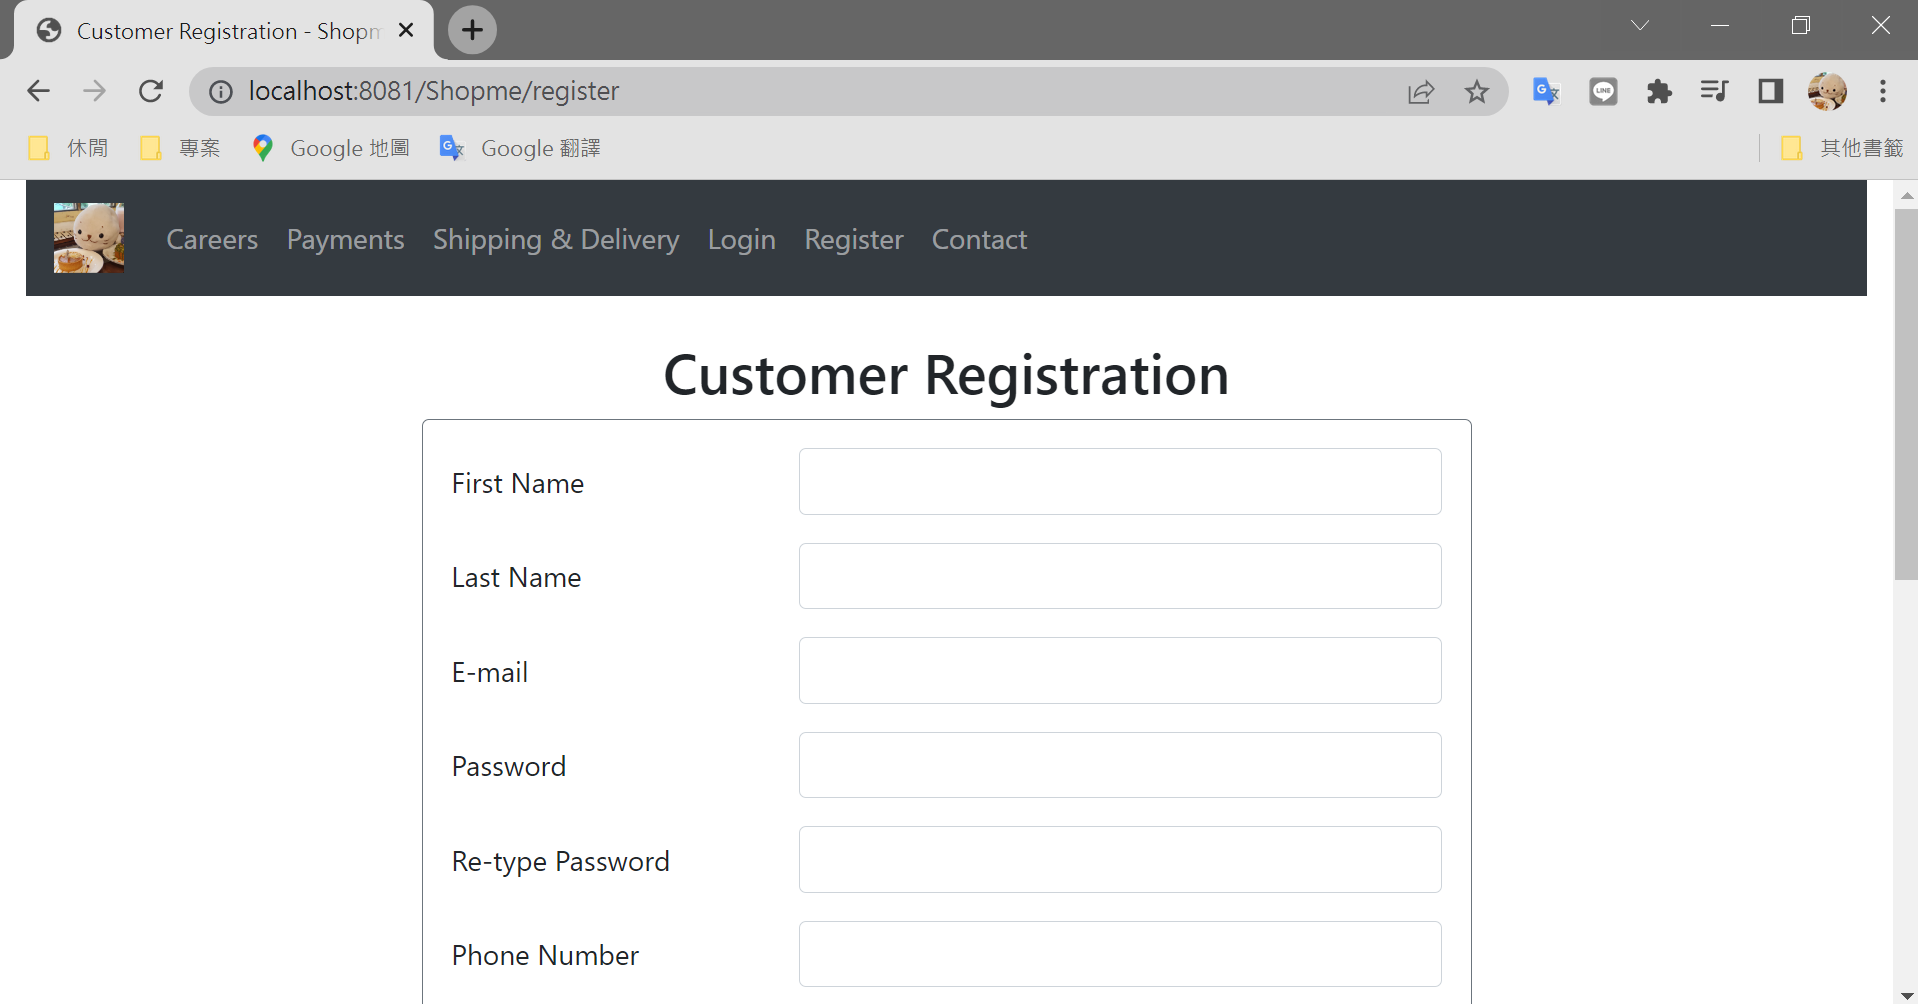 Customer Registration - Shopm
localhost:8081/Shopme/register
休閒 專案 Google 地圖 Google 翻譯 其他書籤
Careers Payments Shipping & Delivery Login Register Contact
Customer Registration
First Name
Last Name
E-mail
Password
Re-type Password
Phone Number